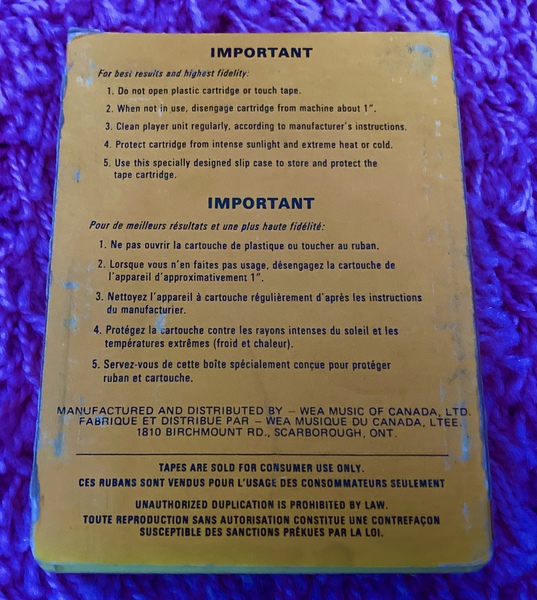 IMPORTANT
For best results and highest fidelity:
1. Do not open plastic cartridge or touch tape.
2. When not in use, disengage cartridge from machine about 1".
3. Clean player unit regularly, according to manufacturer's instructions.
4. Protect cartridge from intense sunlight and extreme heat or cold.
5. Use this specially designed slip case to store and protect the
tape cartridge.
IMPORTANT
Pour de meilleurs résultats et une plus haute fidélité:
1. Ne pas ouvrir la cartouche de plastique ou toucher au ruban.
2. Lorsque vous n'en faites pas usage, désengagez la cartouche de
l'appareil d'approximativement 1".
3. Nettoyez l'appareil à cartouche régulièrement d'après les instructions
du manufacturier.
4. Protégez la cartouche contre les rayons intenses du soleil et les
températures extrêmes (froid et chaleur).
5. Servez-vous de cette boîte spécialement conçue pour protéger
ruban et cartouche.
MANUFACTURED AND DISTRIBUTED BY – WEA MUSIC OF CANADA, LTD.
FABRIQUE ET DISTRIBUE PAR – WEA MUSIQUE DU CANADA, LTEE.
1810 BIRCHMOUNT RD., SCARBOROUGH, ONT.
TAPES ARE SOLD FOR CONSUMER USE ONLY.
CES RUBANS SONT VENDUS POUR L'USAGE DES CONSOMMATEURS SEULEMENT
UNAUTHORIZED DUPLICATION IS PROHIBITED BY LAW.
TOUTE REPRODUCTION SANS AUTORISATION CONSTITUE UNE CONTREFAÇON
SUSCEPTIBLE DES SANCTIONS PRÉKUES PAR LA LOI.